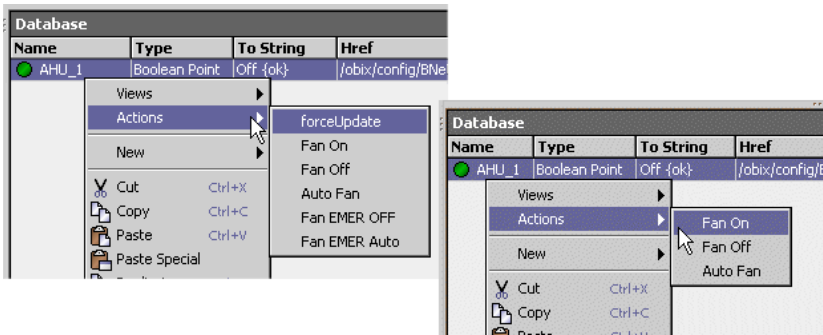 Database
Name Type To String Href
AHU_1 Boolean Point Off {ok} /obix/config/BNe
Views
Actions
New
Cut Ctrl+X
Copy Ctrl+C
Paste Ctrl+V
Paste Special
forceUpdate
Fan On
Fan Off
Auto Fan
Fan EMER OFF
Fan EMER Auto
Database
Name Type To String Href
AHU_1 Boolean Point Off {ok} /obix/config/
Views
Actions
New
Cut Ctrl+X
Copy Ctrl+C
Fan On
Fan Off
Auto Fan